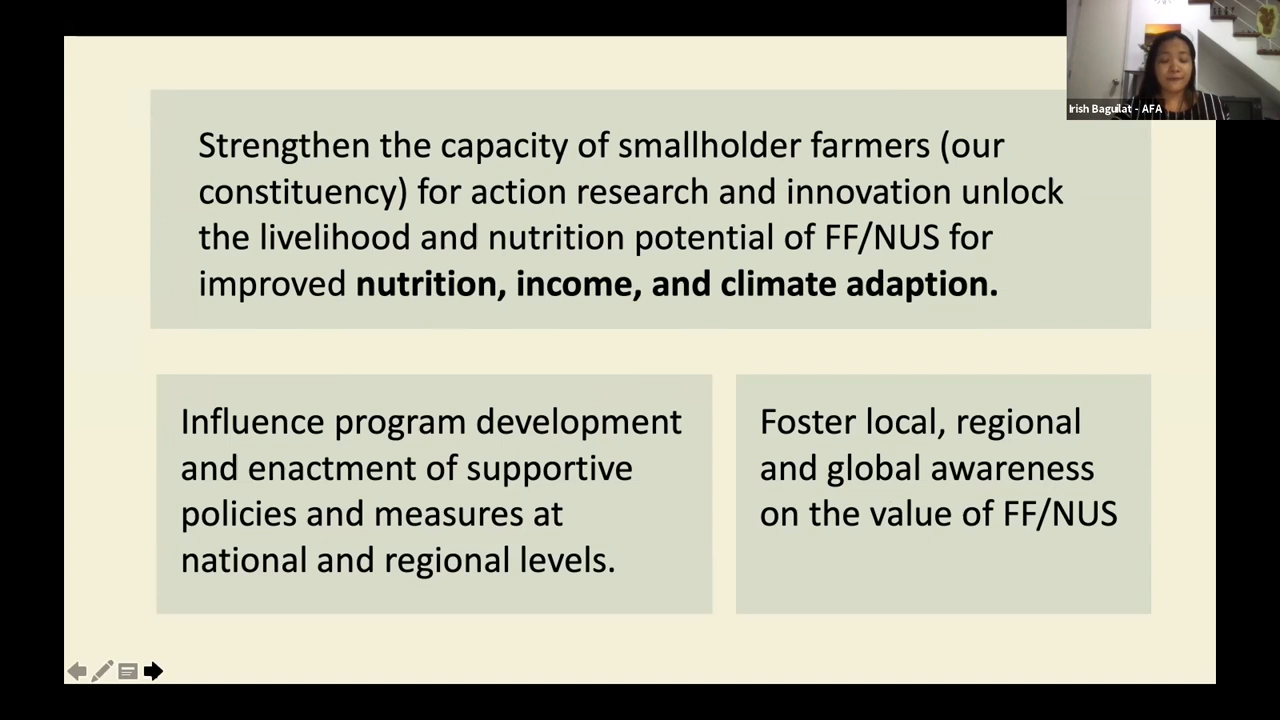 Irish Baguilat - AFA
Strengthen the capacity of smallholder farmers (our
constituency) for action research and innovation unlock
the livelihood and nutrition potential of FF/NUS for
improved nutrition, income, and climate adaption.
Influence program development
and enactment of supportive
policies and measures at
national and regional levels.
Foster local, regional
and global awareness
on the value of FF/NUS